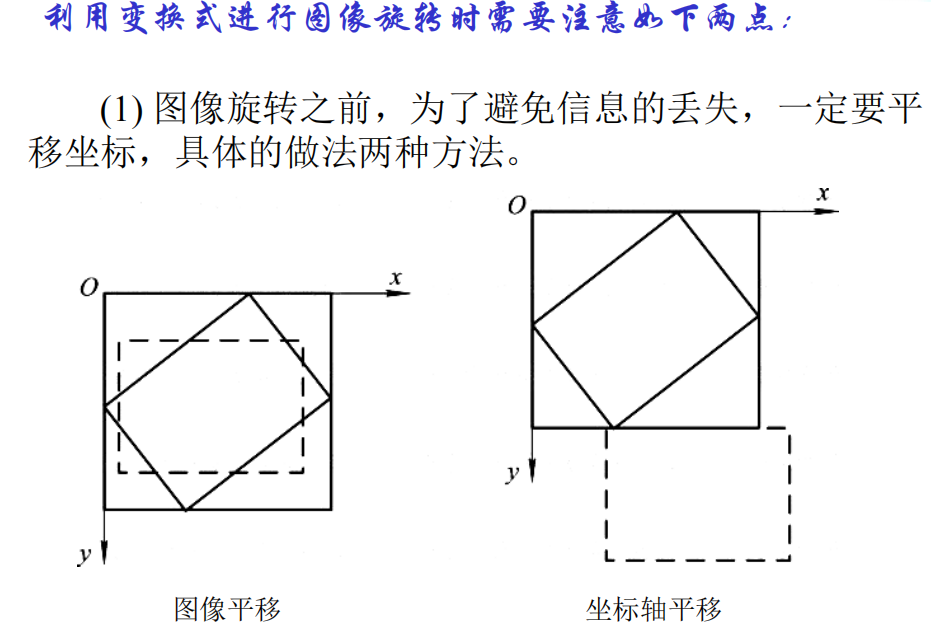 利用变换式进行图像旋转时需要注意如下两点：
(1) 图像旋转之前，为了避免信息的丢失，一定要平
移坐标，具体的做法两种方法。
O x
y
图像平移
O x
y
坐标轴平移